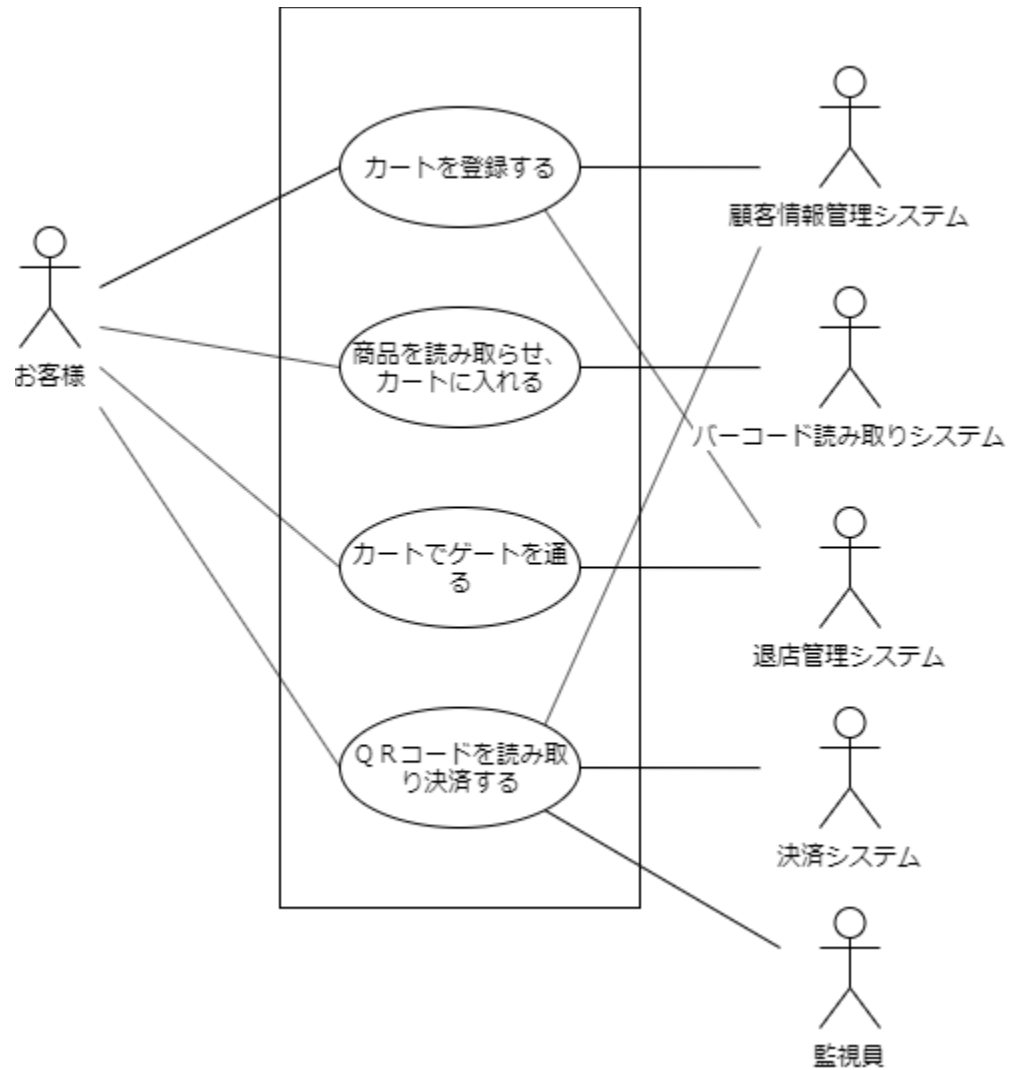 カートを登録する
顧客情報管理システム
お客様
商品を読み取らせ、
カートに入れる
バーコード読み取りシステム
カートでゲートを通
る
退店管理システム
ＱＲコードを読み取
り決済する
決済システム
監視員